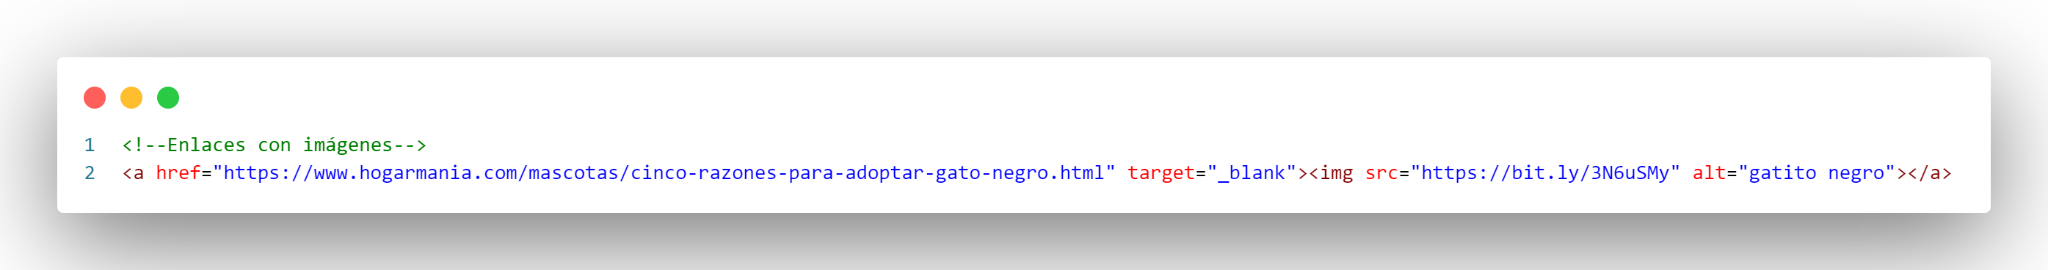 1 <!--Enlaces con imágenes-->
2 <a href="https://www.hogarmania.com/mascotas/cinco-razones-para-adoptar-gato-negro.html" target="_blank"><img src="https://bit.ly/3N6uSMy" alt="gatito negro"></a>